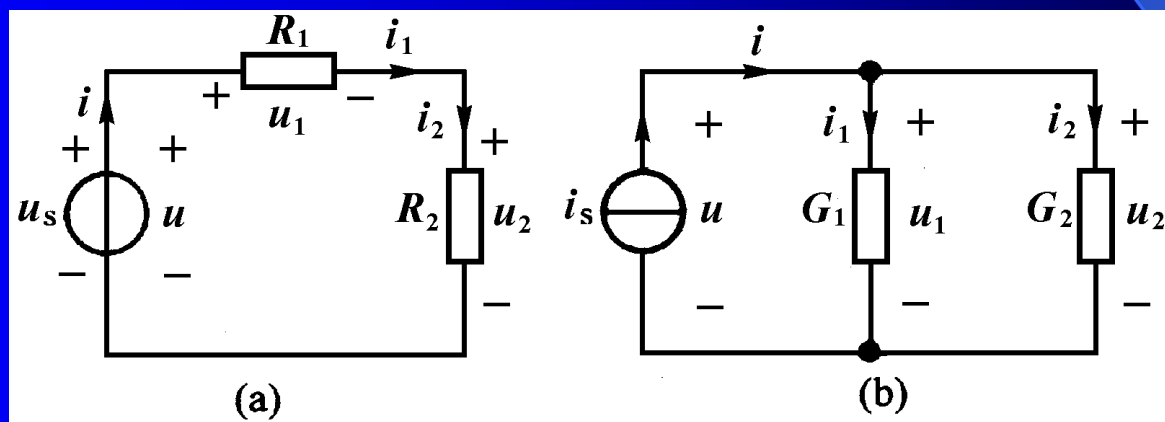 R₁ i₁ i
i + u₁ − i₂ + i₁ + i₂ +
+ + R₂ u₂ iₛ u G₁ u₁ G₂ u₂
uₛ u
− − − − − −
(a) (b)